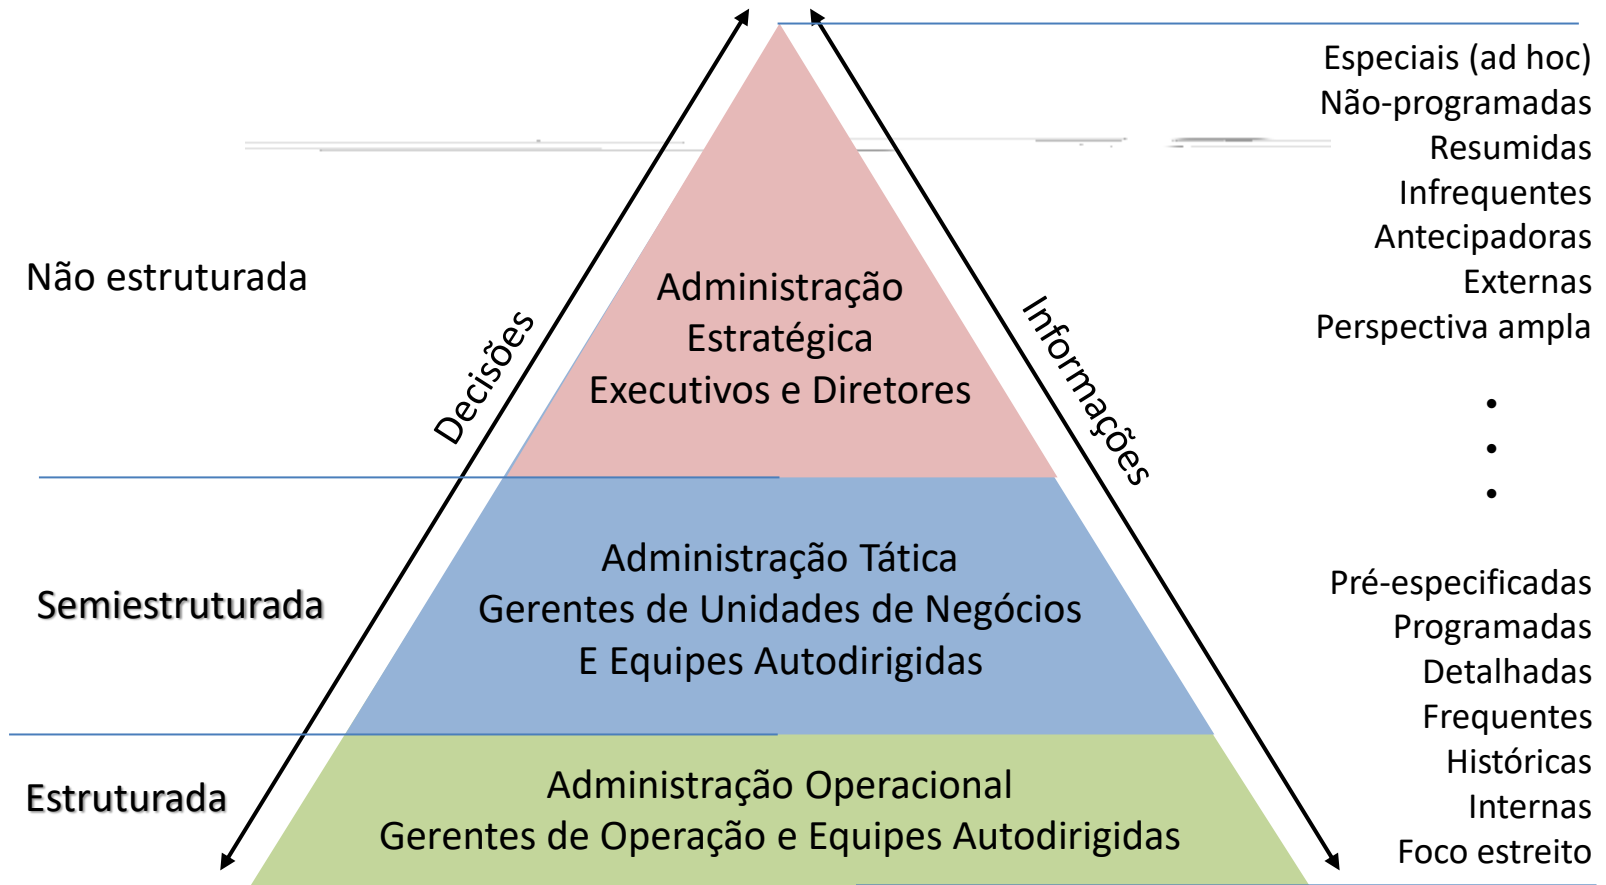 Especiais (ad hoc)
Não-programadas
Resumidas
Infrequentes
Antecipadoras
Externas
Perspectiva ampla
•
•
•
Pré-especificadas
Programadas
Detalhadas
Frequentes
Históricas
Internas
Foco estreito
Não estruturada
Semiestruturada
Estruturada
Decisões
Informações
Administração
Estratégica
Executivos e Diretores
Administração Tática
Gerentes de Unidades de Negócios
E Equipes Autodirigidas
Administração Operacional
Gerentes de Operação e Equipes Autodirigidas